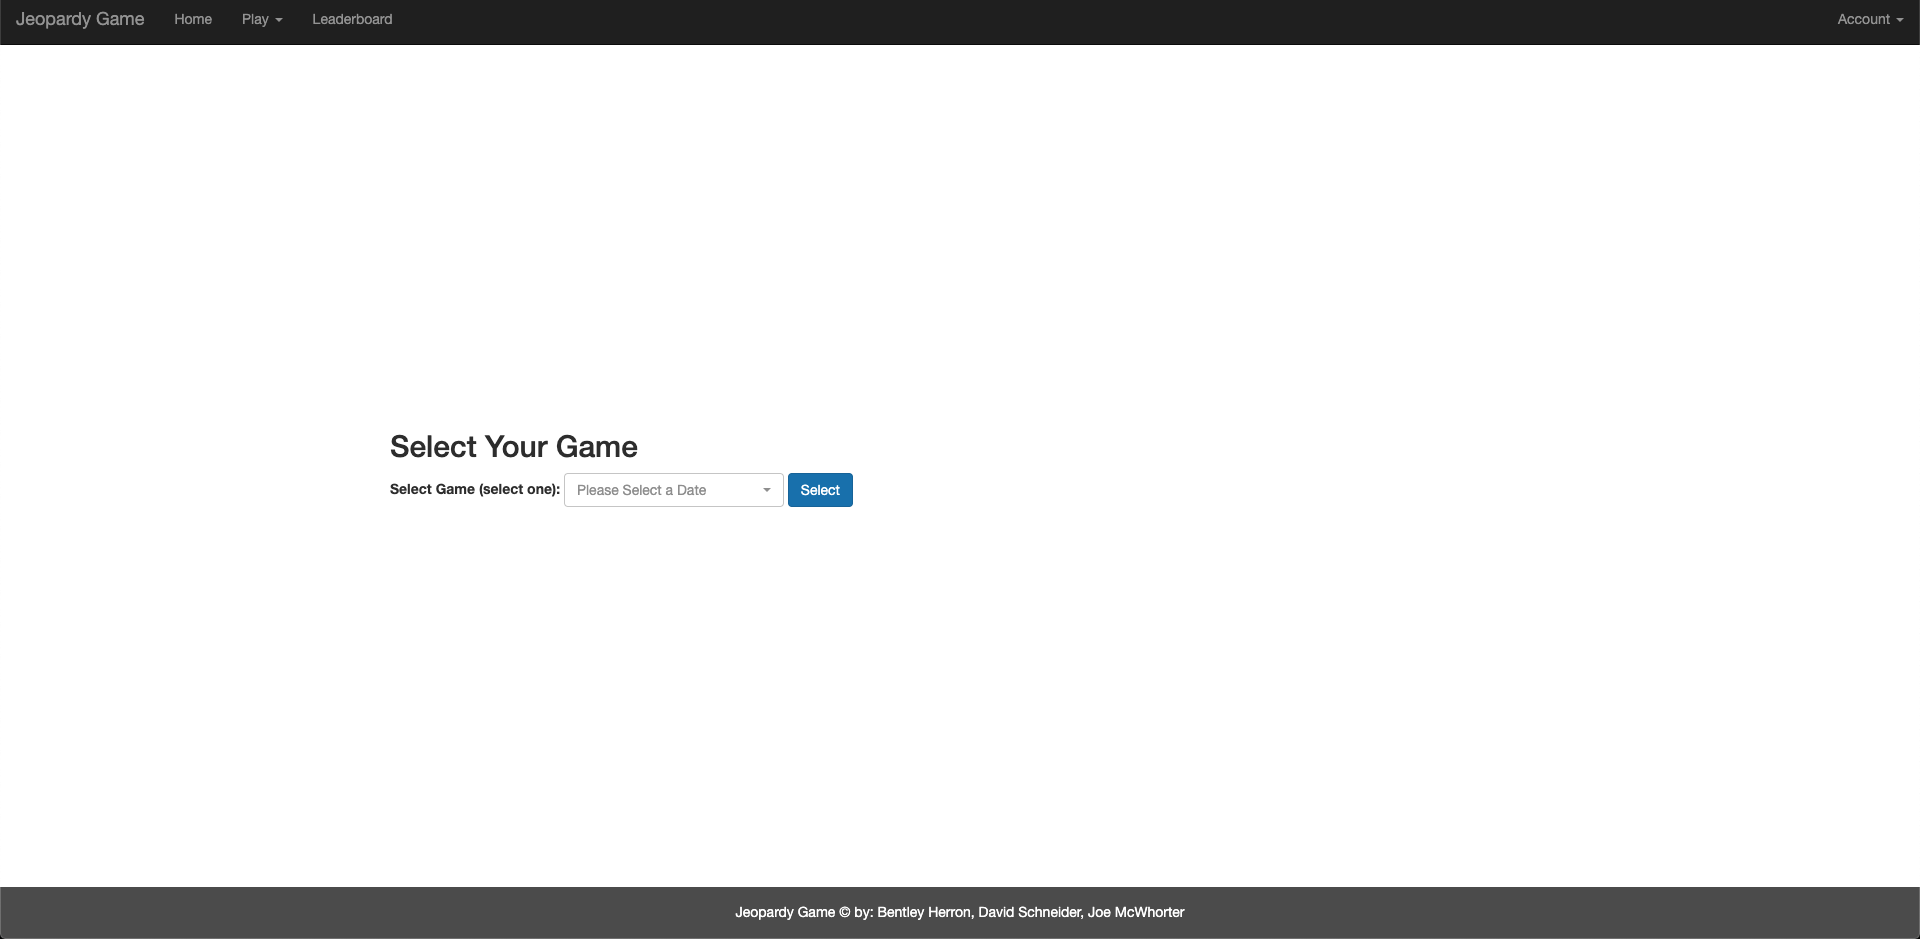 Jeopardy Game Home Play Leaderboard Account
Select Your Game
Select Game (select one): Please Select a Date Select
Jeopardy Game © by: Bentley Herron, David Schneider, Joe McWhorter